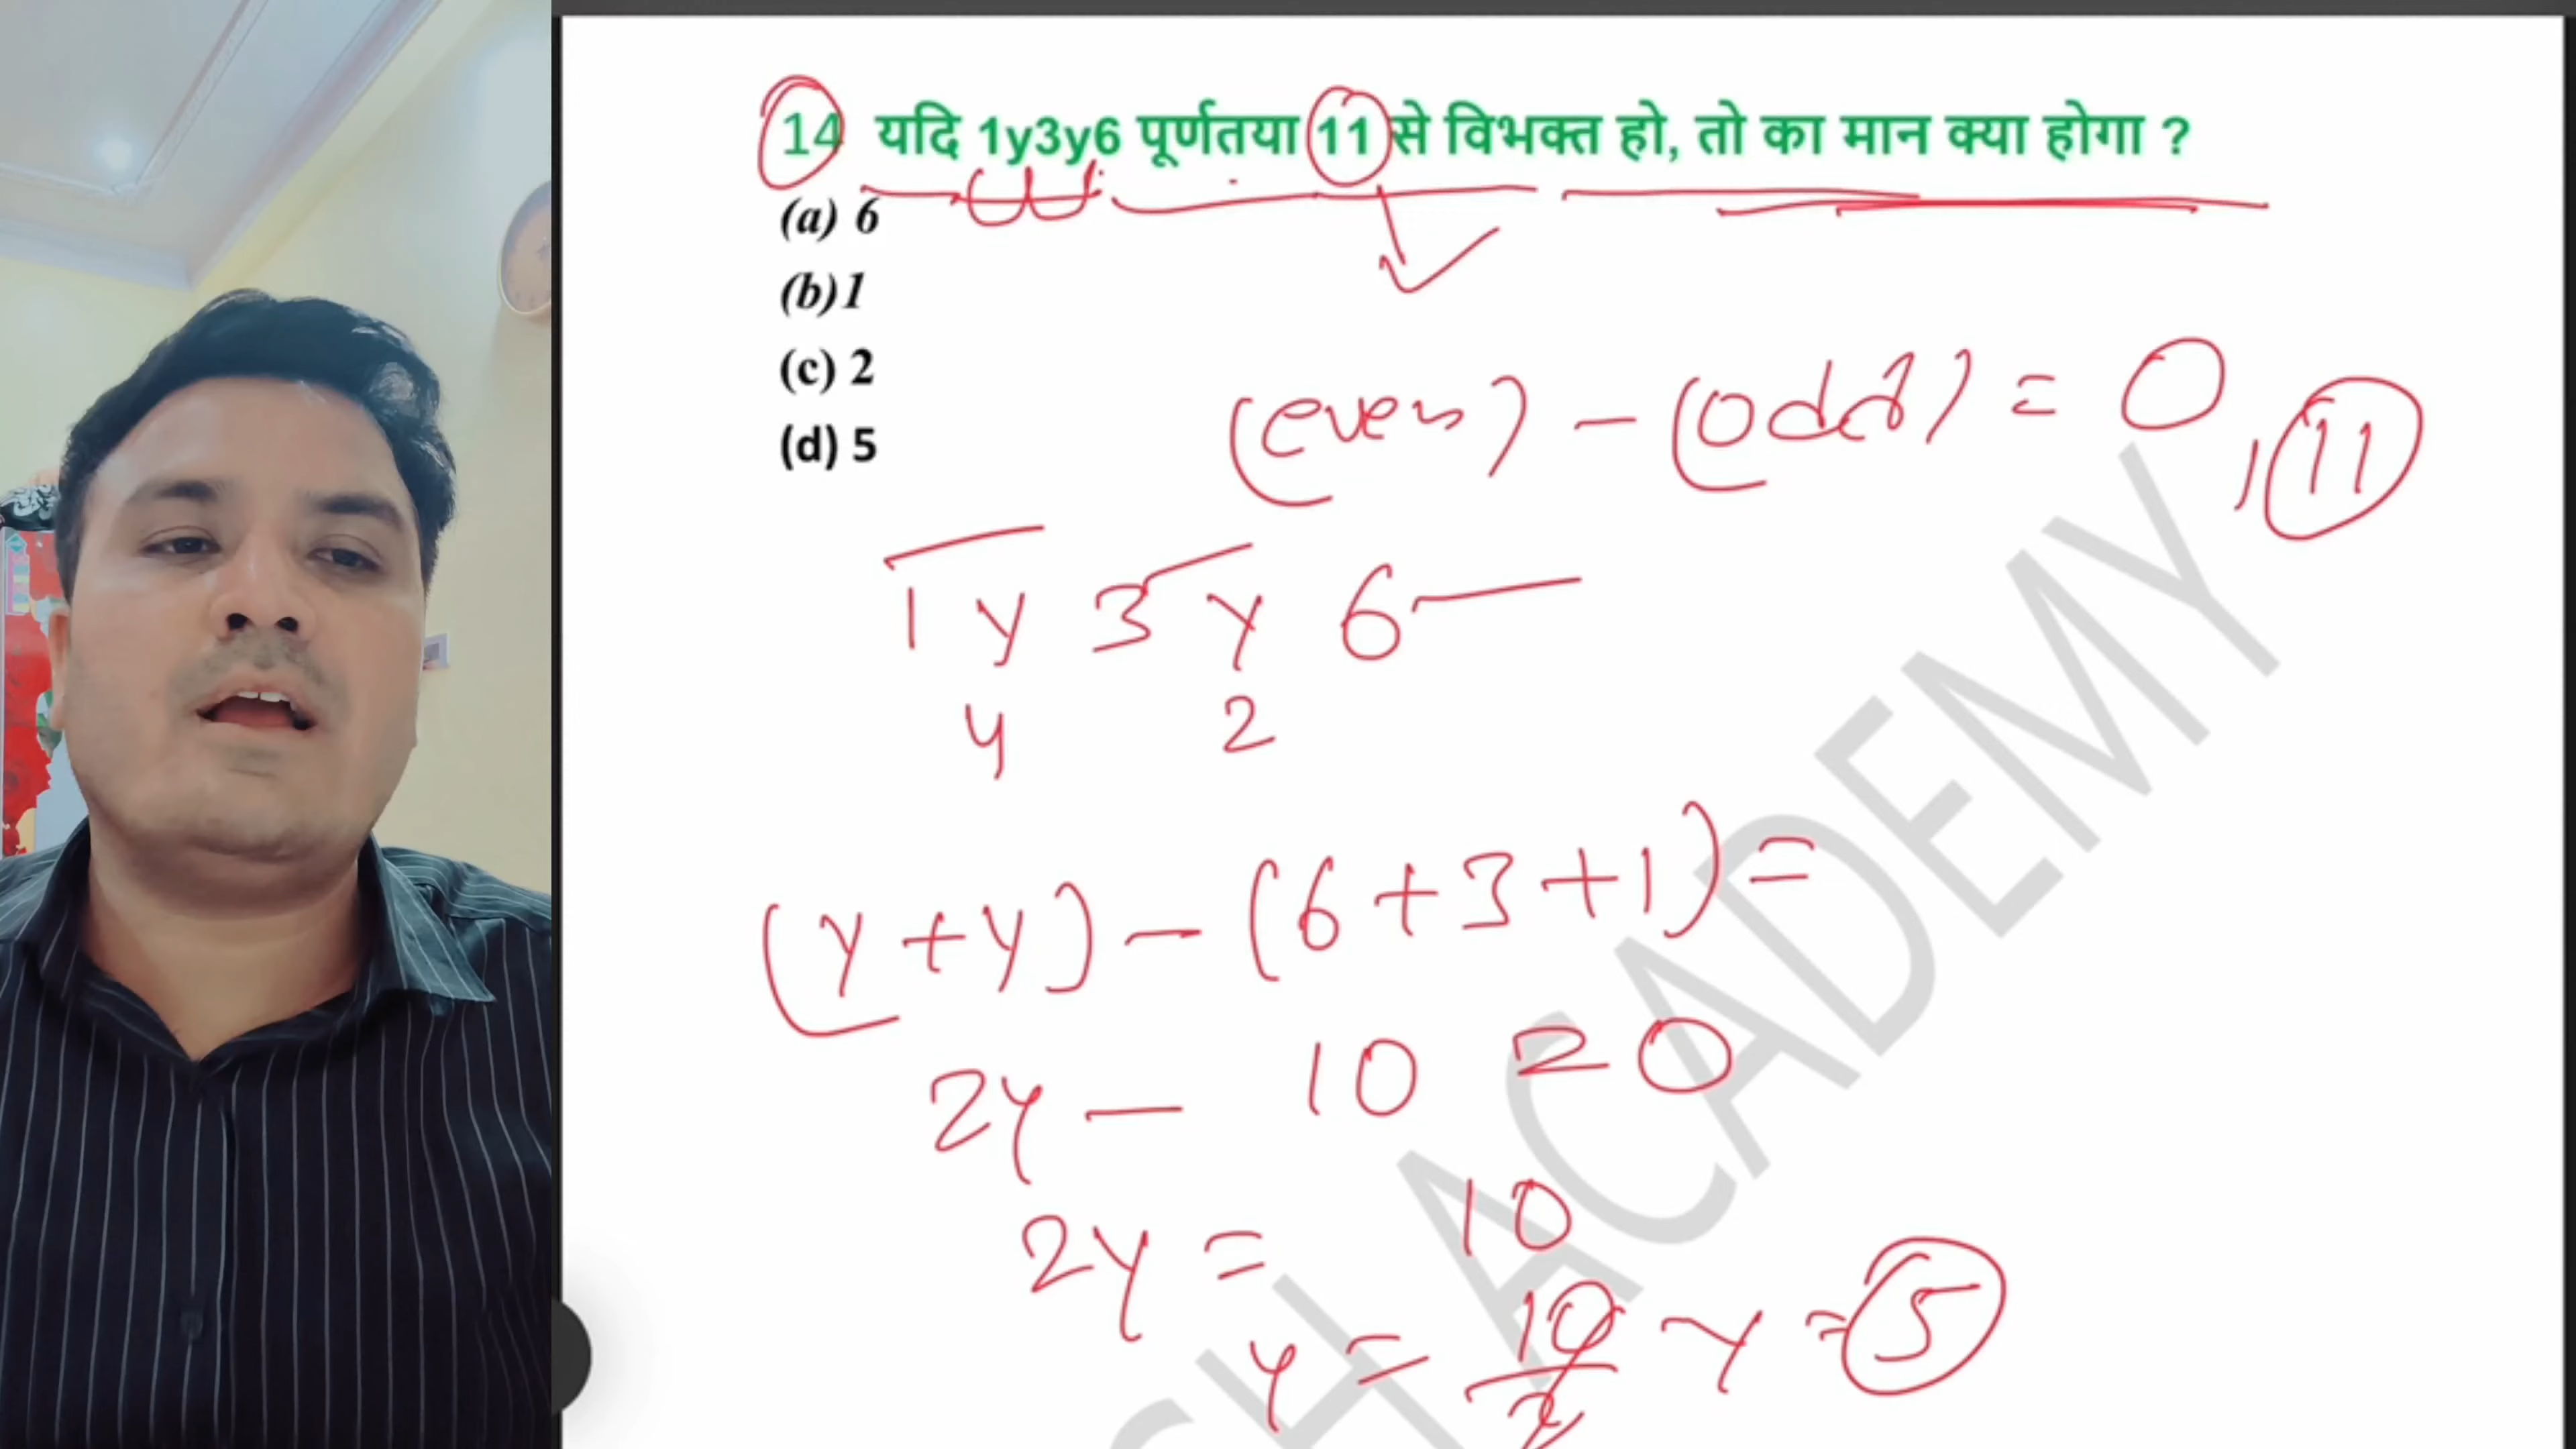 14 यदि 1y3y6 पूर्णतया 11 से विभक्त हो, तो का मान क्या होगा ?
(a) 6
(b)1
(c) 2
(d) 5
(even) - (odd) = 0, 11
1 y 3 y 6
4 2
(y+y) - (6+3+1) =
2y - 10 = 0
2y = 10
y = 10/2 y = 5
H ACADEMY